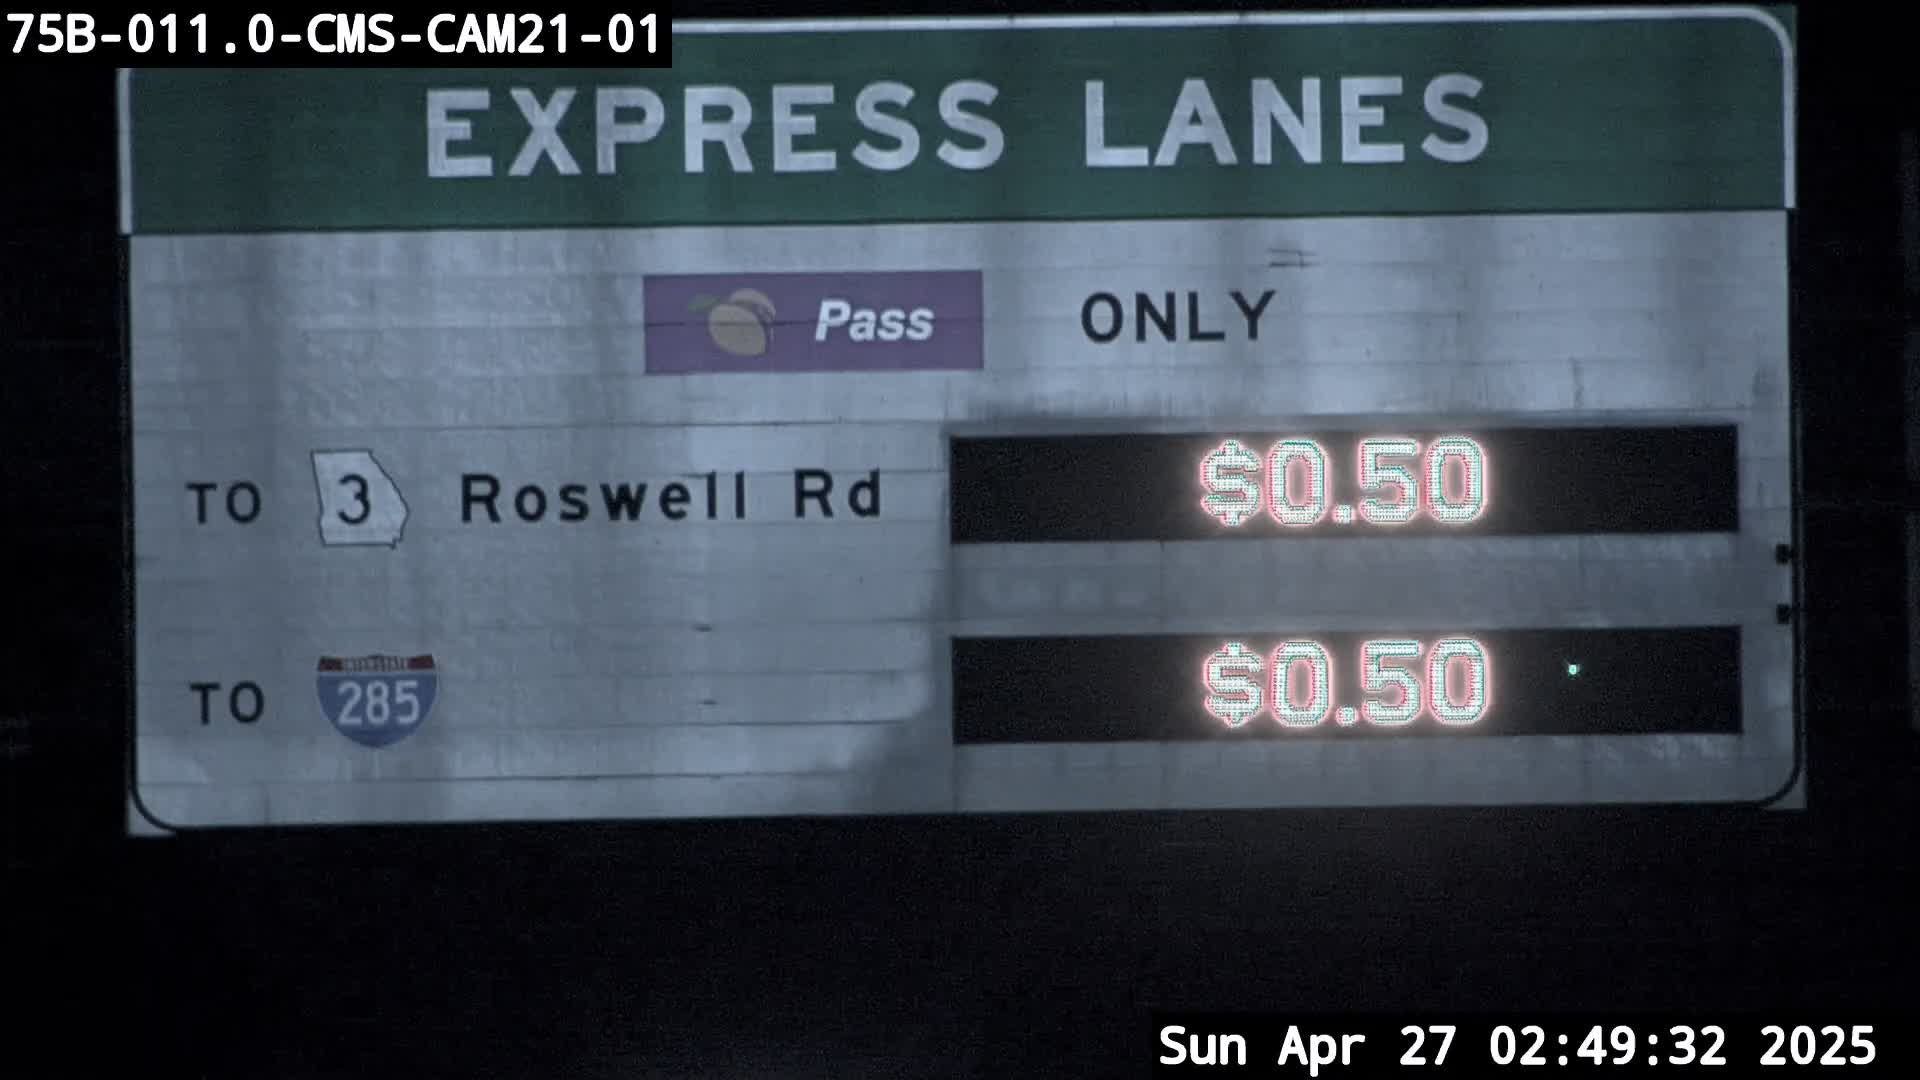 75B-011.0-CMS-CAM21-01
EXPRESS LANES
Pass ONLY
TO 3 Roswell Rd $0.50
TO 285 $0.50
Sun Apr 27 02:49:32 2025